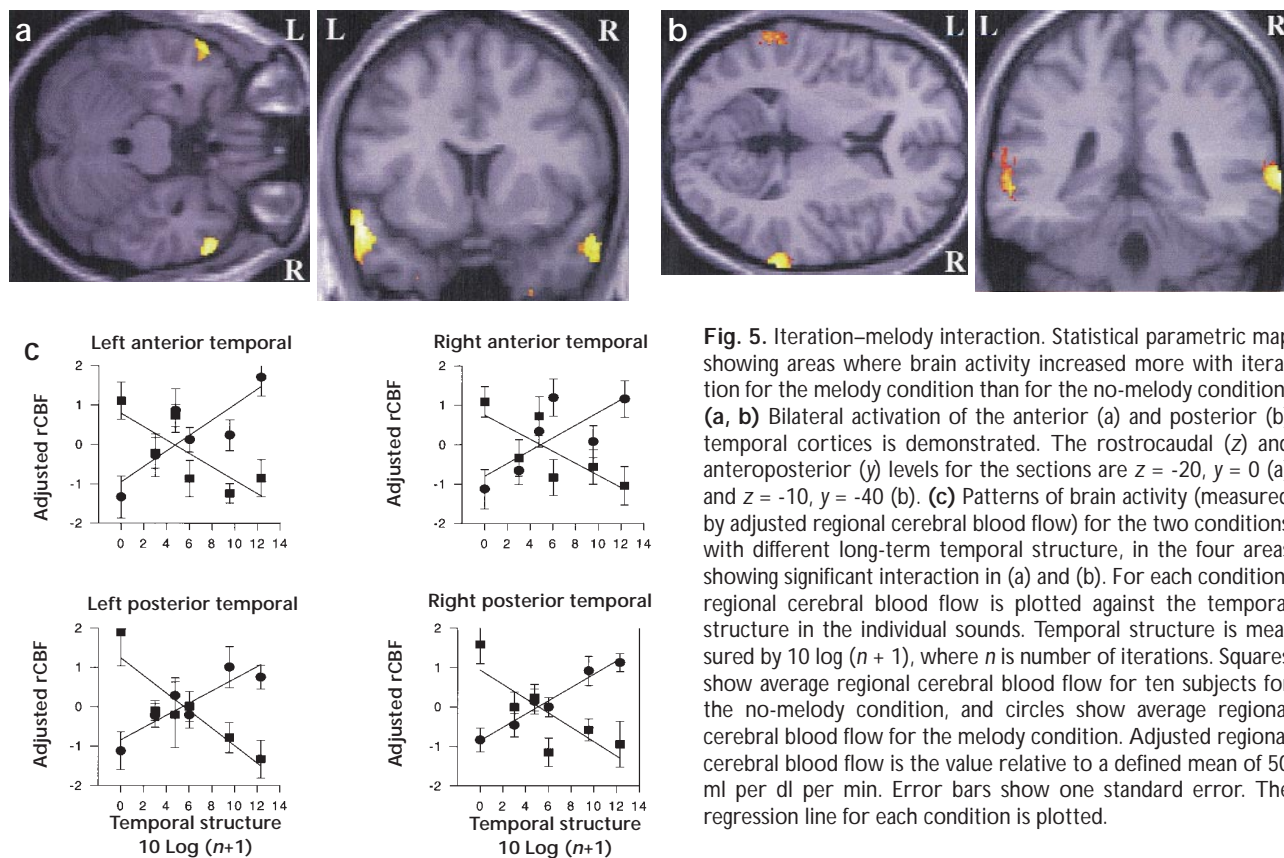 a
L
R
L
R
b
L
R
L
R
c
Left anterior temporal
Adjusted rCBF
2
1
0
-1
-2
0 2 4 6 8 10 12 14
Right anterior temporal
Adjusted rCBF
2
1
0
-1
-2
0 2 4 6 8 10 12 14
Left posterior temporal
Adjusted rCBF
2
1
0
-1
-2
0 2 4 6 8 10 12 14
Temporal structure
10 Log (n+1)
Right posterior temporal
Adjusted rCBF
2
1
0
-1
-2
0 2 4 6 8 10 12 14
Temporal structure
10 Log (n+1)
Fig. 5. Iteration–melody interaction. Statistical parametric map
showing areas where brain activity increased more with itera
tion for the melody condition than for the no-melody condition
(a, b) Bilateral activation of the anterior (a) and posterior (b
temporal cortices is demonstrated. The rostrocaudal (z) and
anteroposterior (y) levels for the sections are z = -20, y = 0 (a
and z = -10, y = -40 (b). (c) Patterns of brain activity (measured
by adjusted regional cerebral blood flow) for the two conditions
with different long-term temporal structure, in the four areas
showing significant interaction in (a) and (b). For each condition
regional cerebral blood flow is plotted against the tempora
structure in the individual sounds. Temporal structure is mea
sured by 10 log (n + 1), where n is number of iterations. Squares
show average regional cerebral blood flow for ten subjects fo
the no-melody condition, and circles show average regiona
cerebral blood flow for the melody condition. Adjusted regiona
cerebral blood flow is the value relative to a defined mean of 50
ml per dl per min. Error bars show one standard error. The
regression line for each condition is plotted.